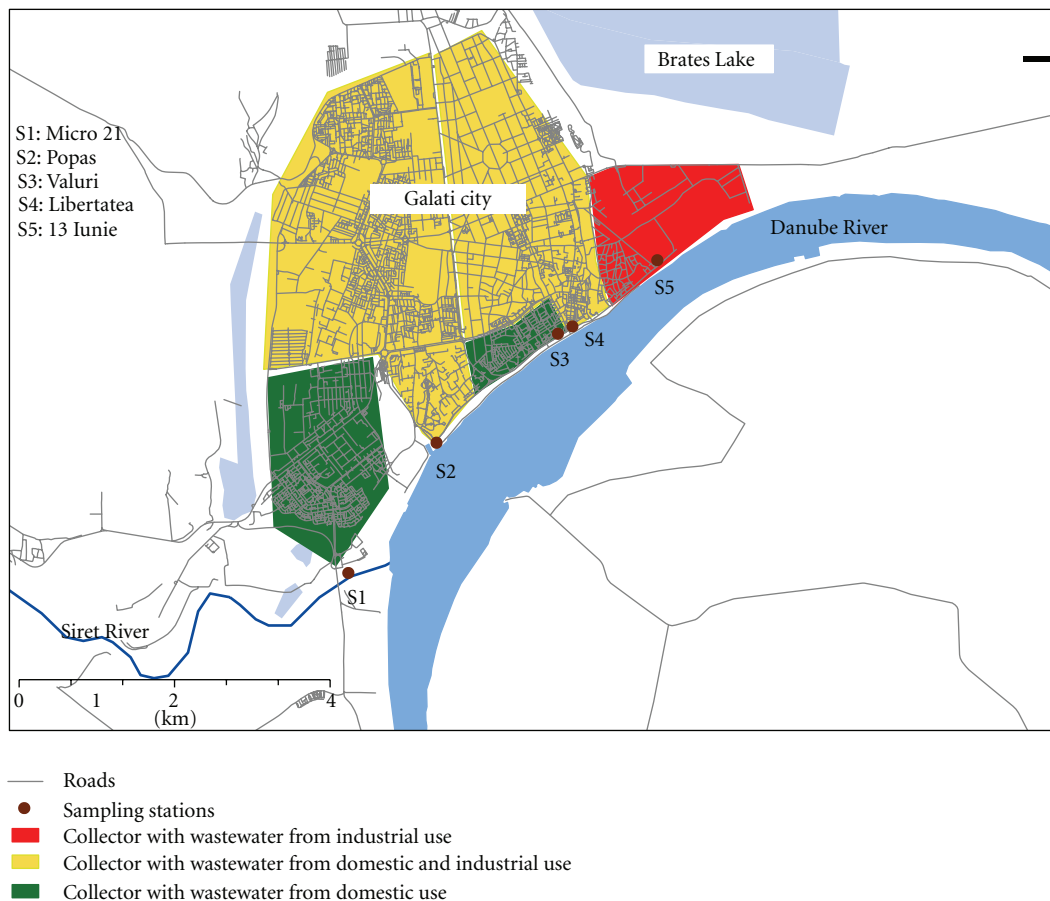 Brates Lake
S1: Micro 21
S2: Popas
S3: Valuri
S4: Libertatea
S5: 13 Iunie
Galati city
Danube River
S5
S4
S3
S2
S1
Siret River
0 1 2 4
(km)
Roads
Sampling stations
Collector with wastewater from industrial use
Collector with wastewater from domestic and industrial use
Collector with wastewater from domestic use